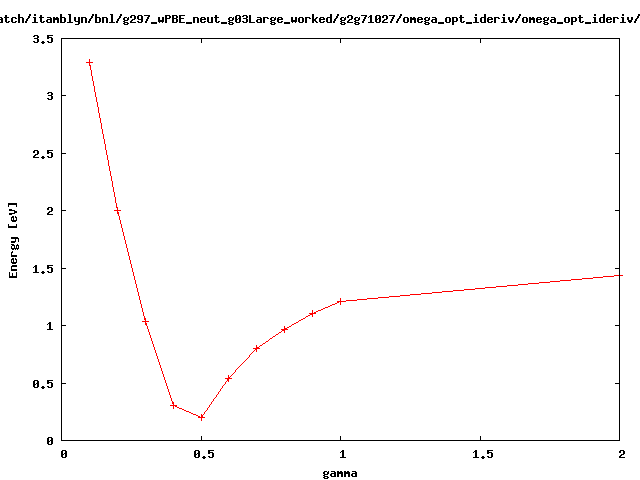 atch/itamblyn/bnl/g297_wPBE_neut_g03Large_worked/g2g71027/omega_opt_ideriv/omega_opt_ideriv/
3.5
3
2.5
2
1.5
1
0.5
0
Energy [eV]
0 0.5 1 1.5 2
gamma